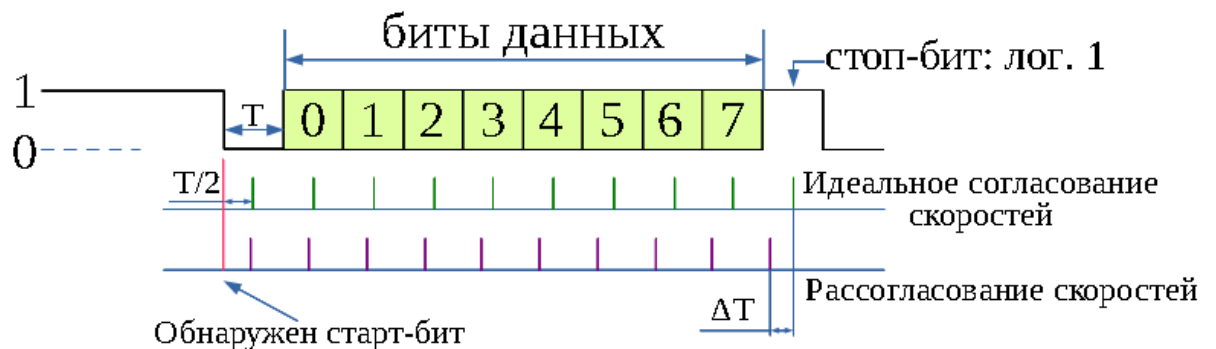 биты данных
стоп-бит: лог. 1
1
T
0 1 2 3 4 5 6 7
0
T/2
Идеальное согласование
скоростей
Рассогласование скоростей
ΔT
Обнаружен старт-бит